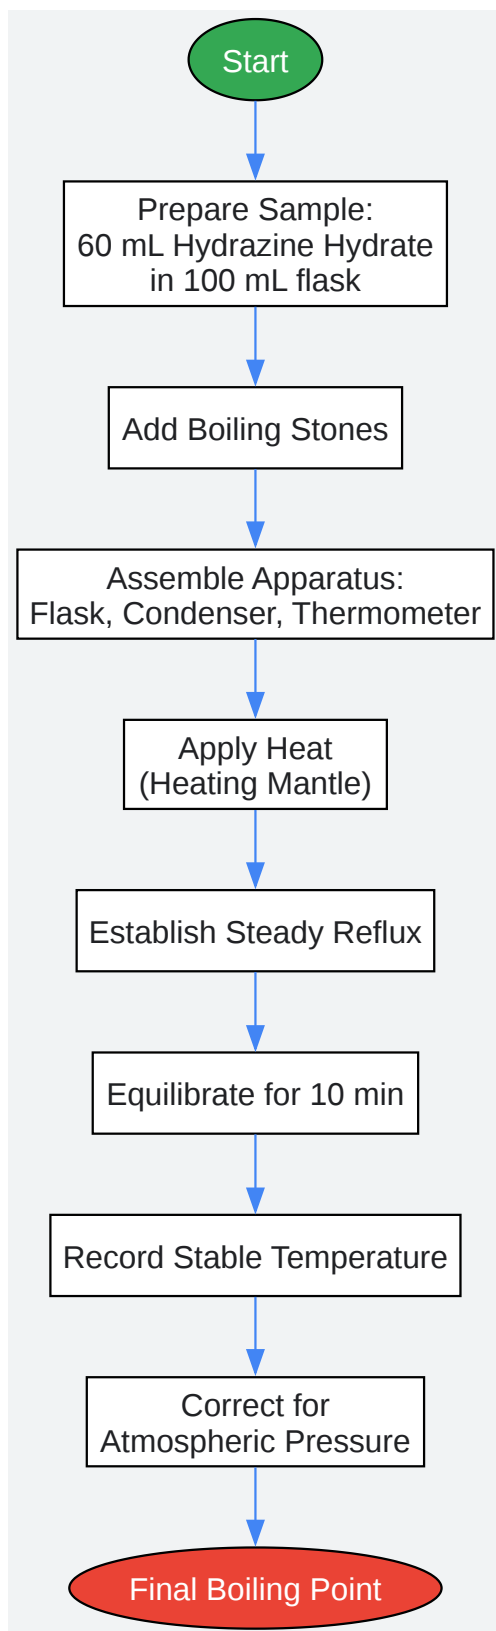 Start
Prepare Sample:
60 mL Hydrazine Hydrate
in 100 mL flask
Add Boiling Stones
Assemble Apparatus:
Flask, Condenser, Thermometer
Apply Heat
(Heating Mantle)
Establish Steady Reflux
Equilibrate for 10 min
Record Stable Temperature
Correct for
Atmospheric Pressure
Final Boiling Point